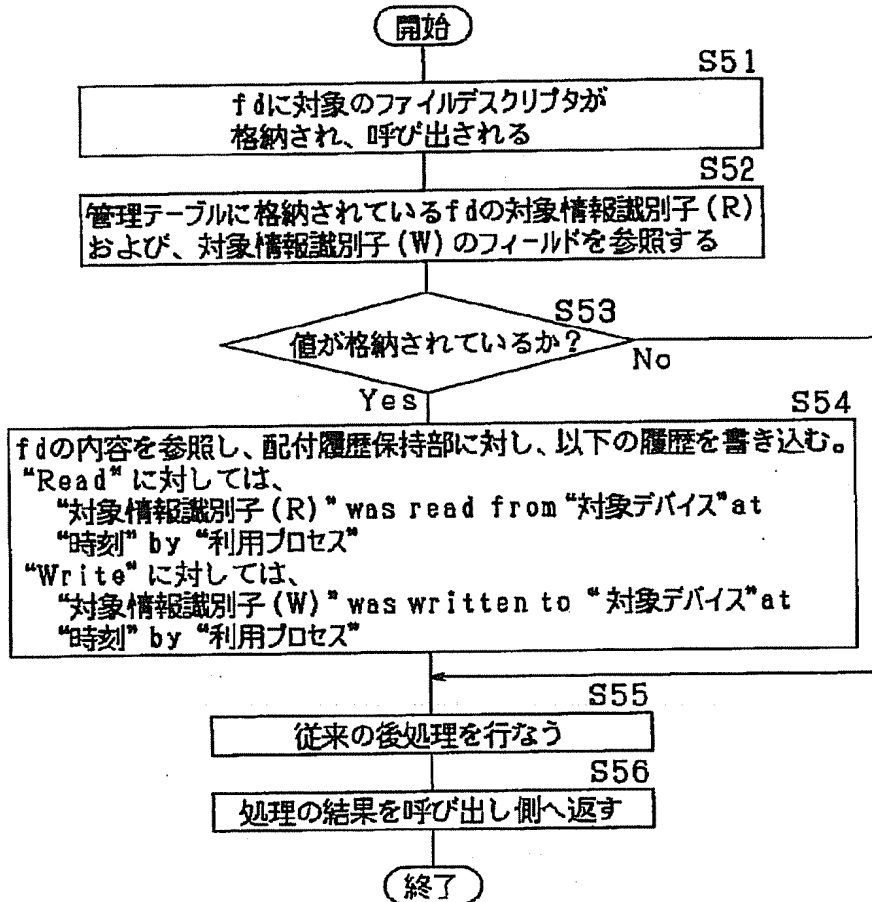 開始
S51
fdに対象のファイルデスクリプタが
格納され、呼び出される
S52
管理テーブルに格納されているfdの対象情報識別子(R)
および、対象情報識別子(W)のフィールドを参照する
S53
値が格納されているか?
No
Yes
S54
fdの内容を参照し、配付履歴保持部に対し、以下の履歴を書き込む。
“Read”に対しては、
“対象情報識別子(R)” was read from “対象デバイス” at
“時刻” by “利用プロセス”
“Write”に対しては、
“対象情報識別子(W)” was written to “対象デバイス” at
“時刻” by “利用プロセス”
S55
従来の後処理を行なう
S56
処理の結果を呼び出し側へ返す
終了